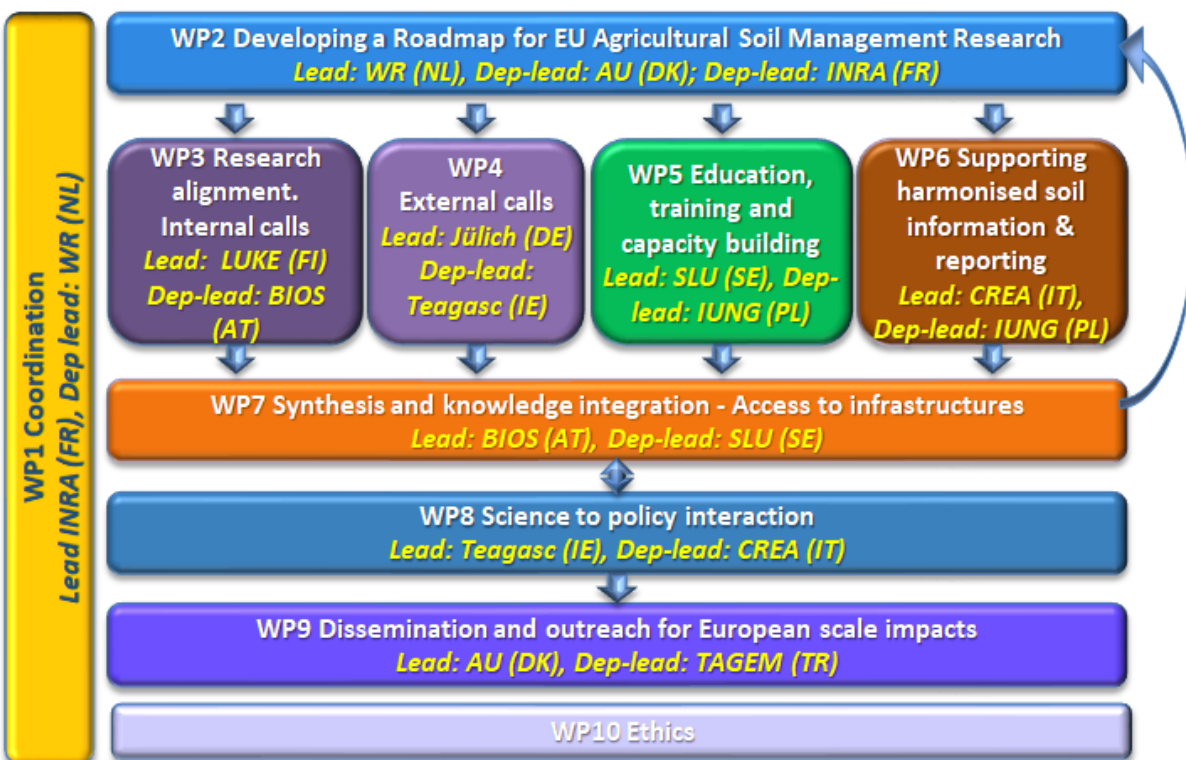 WP1 Coordination
Lead INRA (FR), Dep lead: WR (NL)
WP2 Developing a Roadmap for EU Agricultural Soil Management Research
Lead: WR (NL), Dep-lead: AU (DK); Dep-lead: INRA (FR)
WP3 Research
alignment.
Internal calls
Lead: LUKE (FI)
Dep-lead: BIOS
(AT)
WP4
External calls
Lead: Jülich (DE)
Dep-lead:
Teagasc (IE)
WP5 Education,
training and
capacity building
Lead: SLU (SE), Dep-
lead: IUNG (PL)
WP6 Supporting
harmonised soil
information &
reporting
Lead: CREA (IT),
Dep-lead: IUNG (PL)
WP7 Synthesis and knowledge integration - Access to infrastructures
Lead: BIOS (AT), Dep-lead: SLU (SE)
WP8 Science to policy interaction
Lead: Teagasc (IE), Dep-lead: CREA (IT)
WP9 Dissemination and outreach for European scale impacts
Lead: AU (DK), Dep-lead: TAGEM (TR)
WP10 Ethics